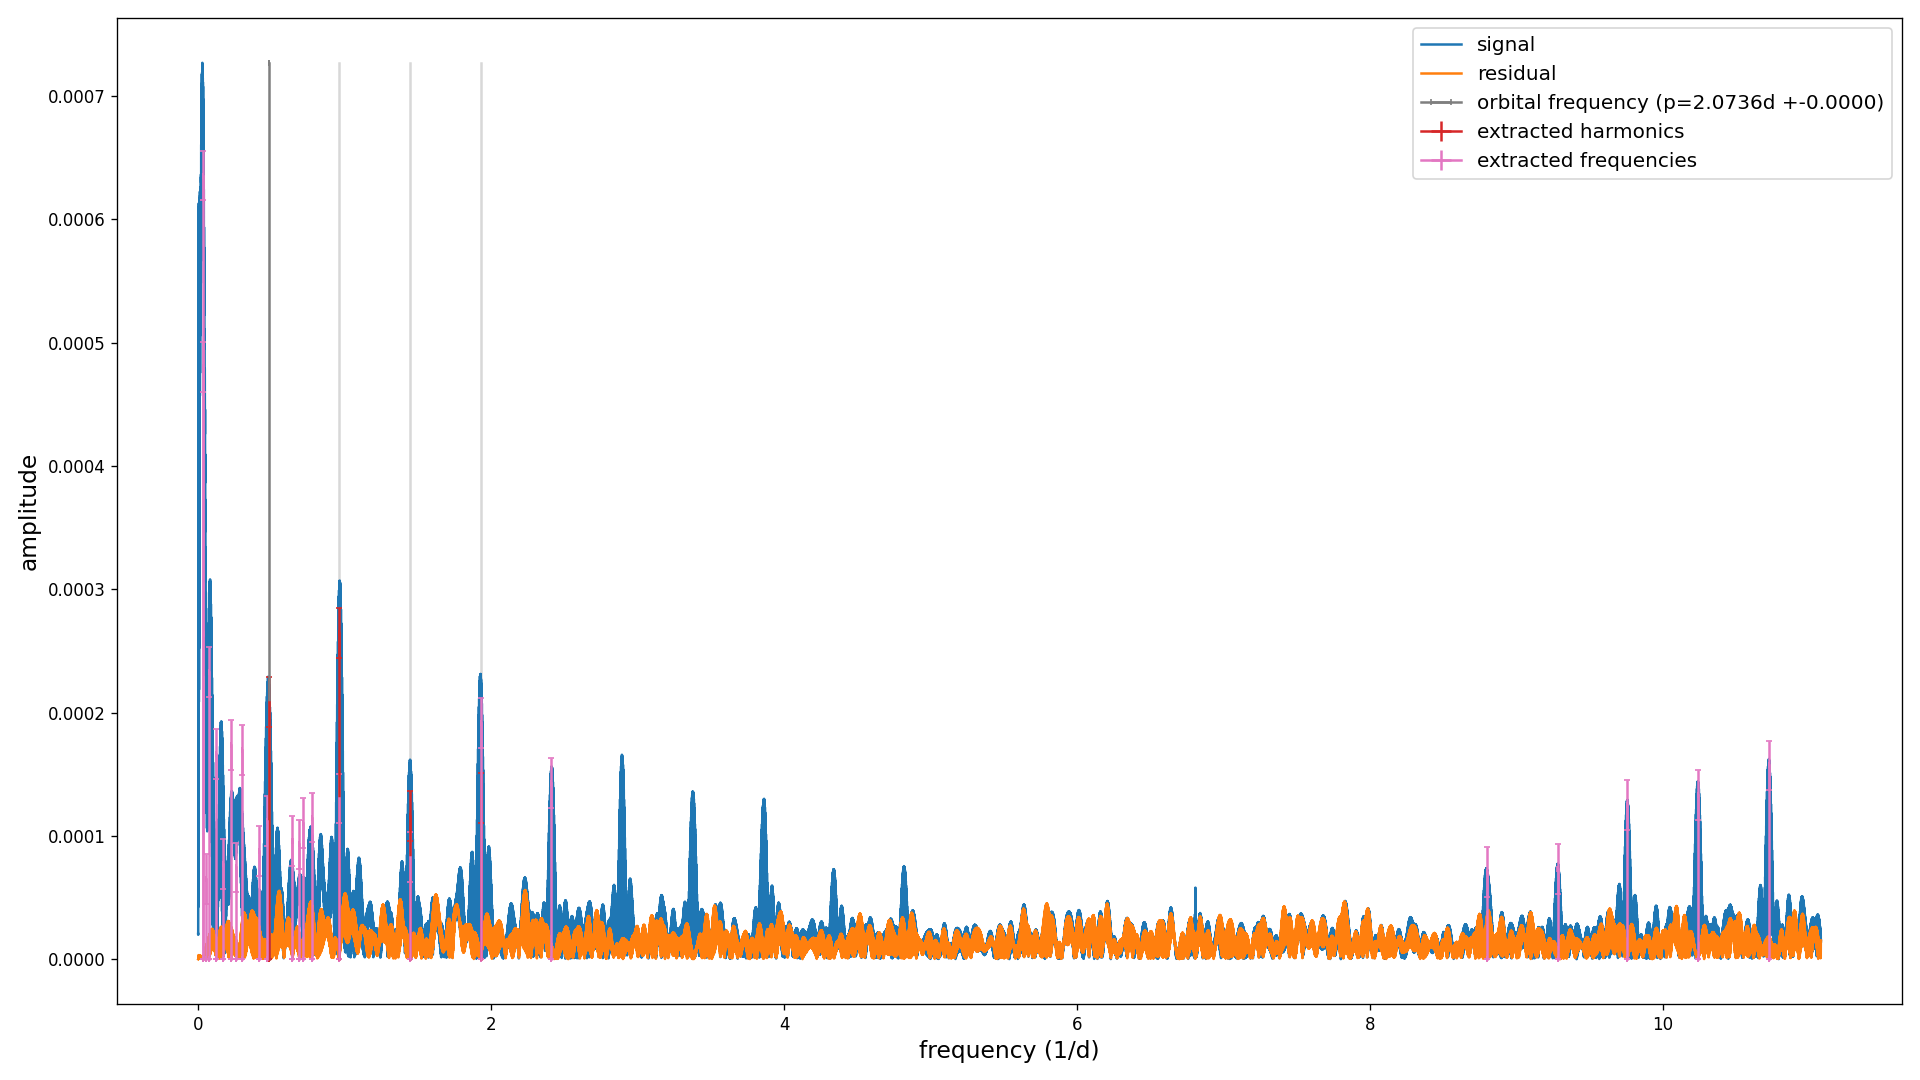 signal
residual
orbital frequency (p=2.0736d +-0.0000)
extracted harmonics
extracted frequencies
0.0007
0.0006
0.0005
0.0004
0.0003
0.0002
0.0001
0.0000
amplitude
0 2 4 6 8 10
frequency (1/d)